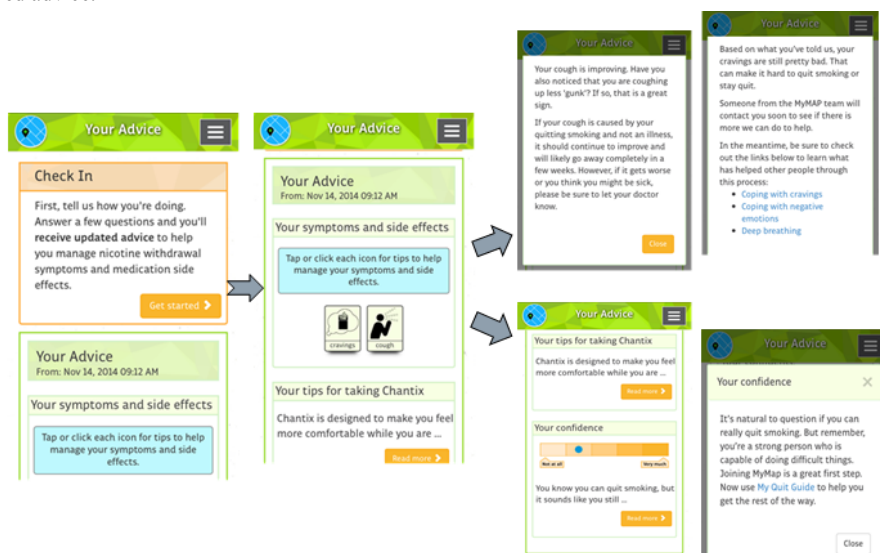 Your Advice
Check In
First, tell us how you're doing.
Answer a few questions and you'll
receive updated advice to help
you manage nicotine withdrawal
symptoms and medication side
effects.
Get started
Your Advice
From: Nov 14, 2014 09:12 AM
Your symptoms and side effects
Tap or click each icon for tips to help
manage your symptoms and side
effects.
Your Advice
Your Advice
From: Nov 14, 2014 09:12 AM
Your symptoms and side effects
Tap or click each icon for tips to help
manage your symptoms and side
effects.
cravings
cough
Your tips for taking Chantix
Chantix is designed to make you feel
more comfortable while you are ...
Read more
Your Advice
Your cough is improving. Have you
also noticed that you are coughing
up less 'gunk'? If so, that is a great
sign.
If your cough is caused by your
quitting smoking and not an illness,
it should continue to improve and
will likely go away completely in a
few weeks. However, if it gets worse
or you think you might be sick,
please be sure to let your doctor
know.
Close
Your Advice
Based on what you've told us, your
cravings are still pretty bad. That
can make it hard to quit smoking or
stay quit.
Someone from the MyMAP team will
contact you soon to see if there is
more we can do to help.
In the meantime, be sure to check
out the links below to learn what
has helped other people through
this process:
• Coping with cravings
• Coping with negative
emotions
• Deep breathing
Your Advice
Your tips for taking Chantix
Chantix is designed to make you feel
more comfortable while you are ...
Read more
Your confidence
Not at all
Very much
You know you can quit smoking, but
it sounds like you still ...
Read more
Your Advice
Your confidence
It's natural to question if you can
really quit smoking. But remember,
you're a strong person who is
capable of doing difficult things.
Joining MyMap is a great first step.
Now use My Quit Guide to help you
get the rest of the way.
Close